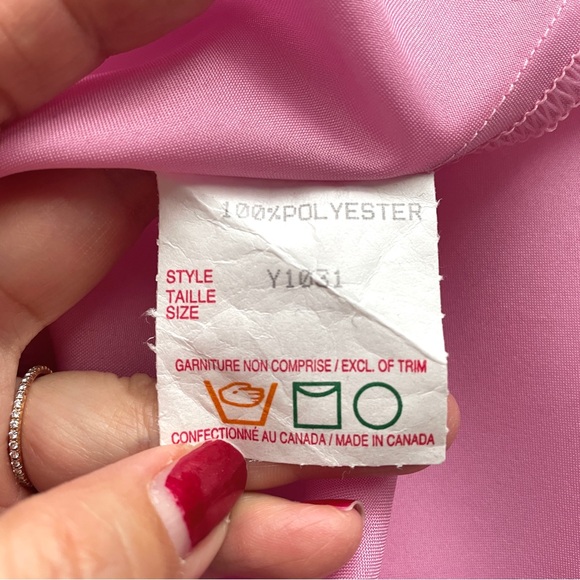 100%POLYESTER
STYLE Y1031
TAILLE
SIZE
GARNITURE NON COMPRISE / EXCL. OF TRIM
CONFECTIONNÉ AU CANADA / MADE IN CANADA